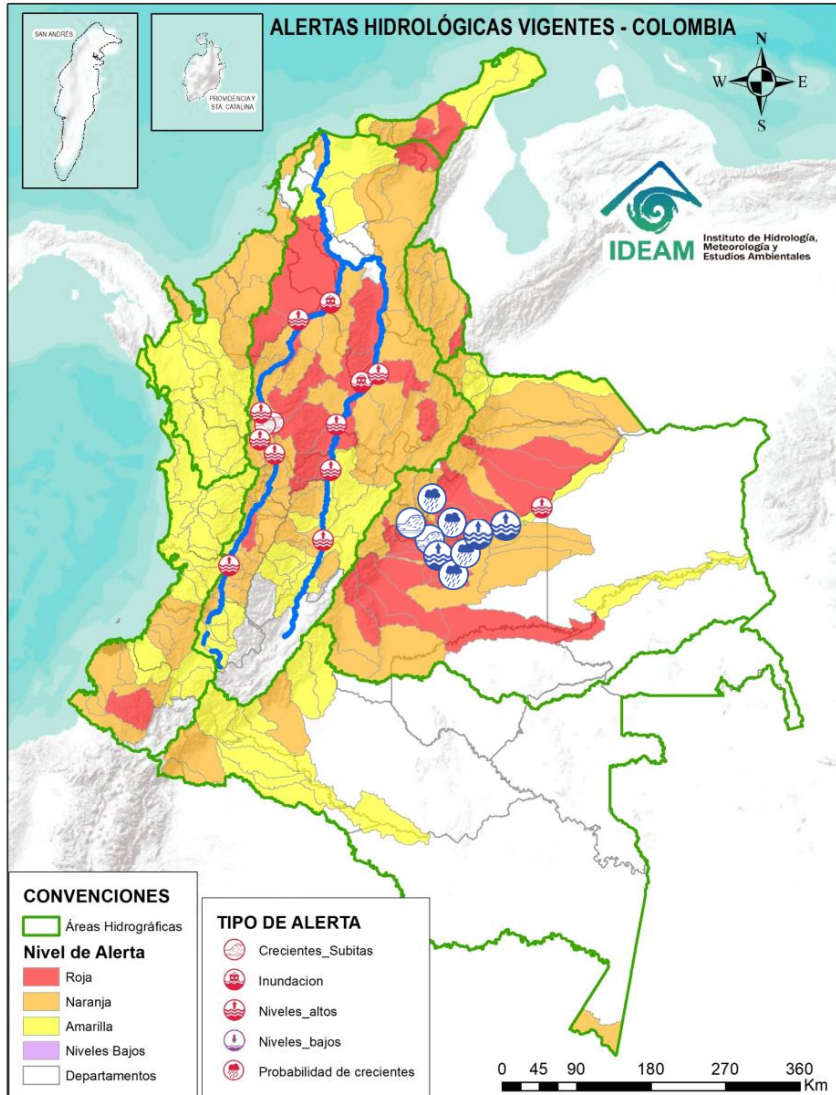 ALERTAS HIDROLÓGICAS VIGENTES - COLOMBIA
SAN ANDRÉS
PROVIDENCIA Y
STA. CATALINA
N
W
E
S
IDEAM
Instituto de Hidrología,
Meteorología y
Estudios Ambientales
CONVENCIONES
Áreas Hidrográficas
Nivel de Alerta
Roja
Naranja
Amarilla
Niveles Bajos
Departamentos
TIPO DE ALERTA
Crecientes_Subitas
Inundacion
Niveles_altos
Niveles_bajos
Probabilidad de crecientes
0 45 90 180 270 360
Km